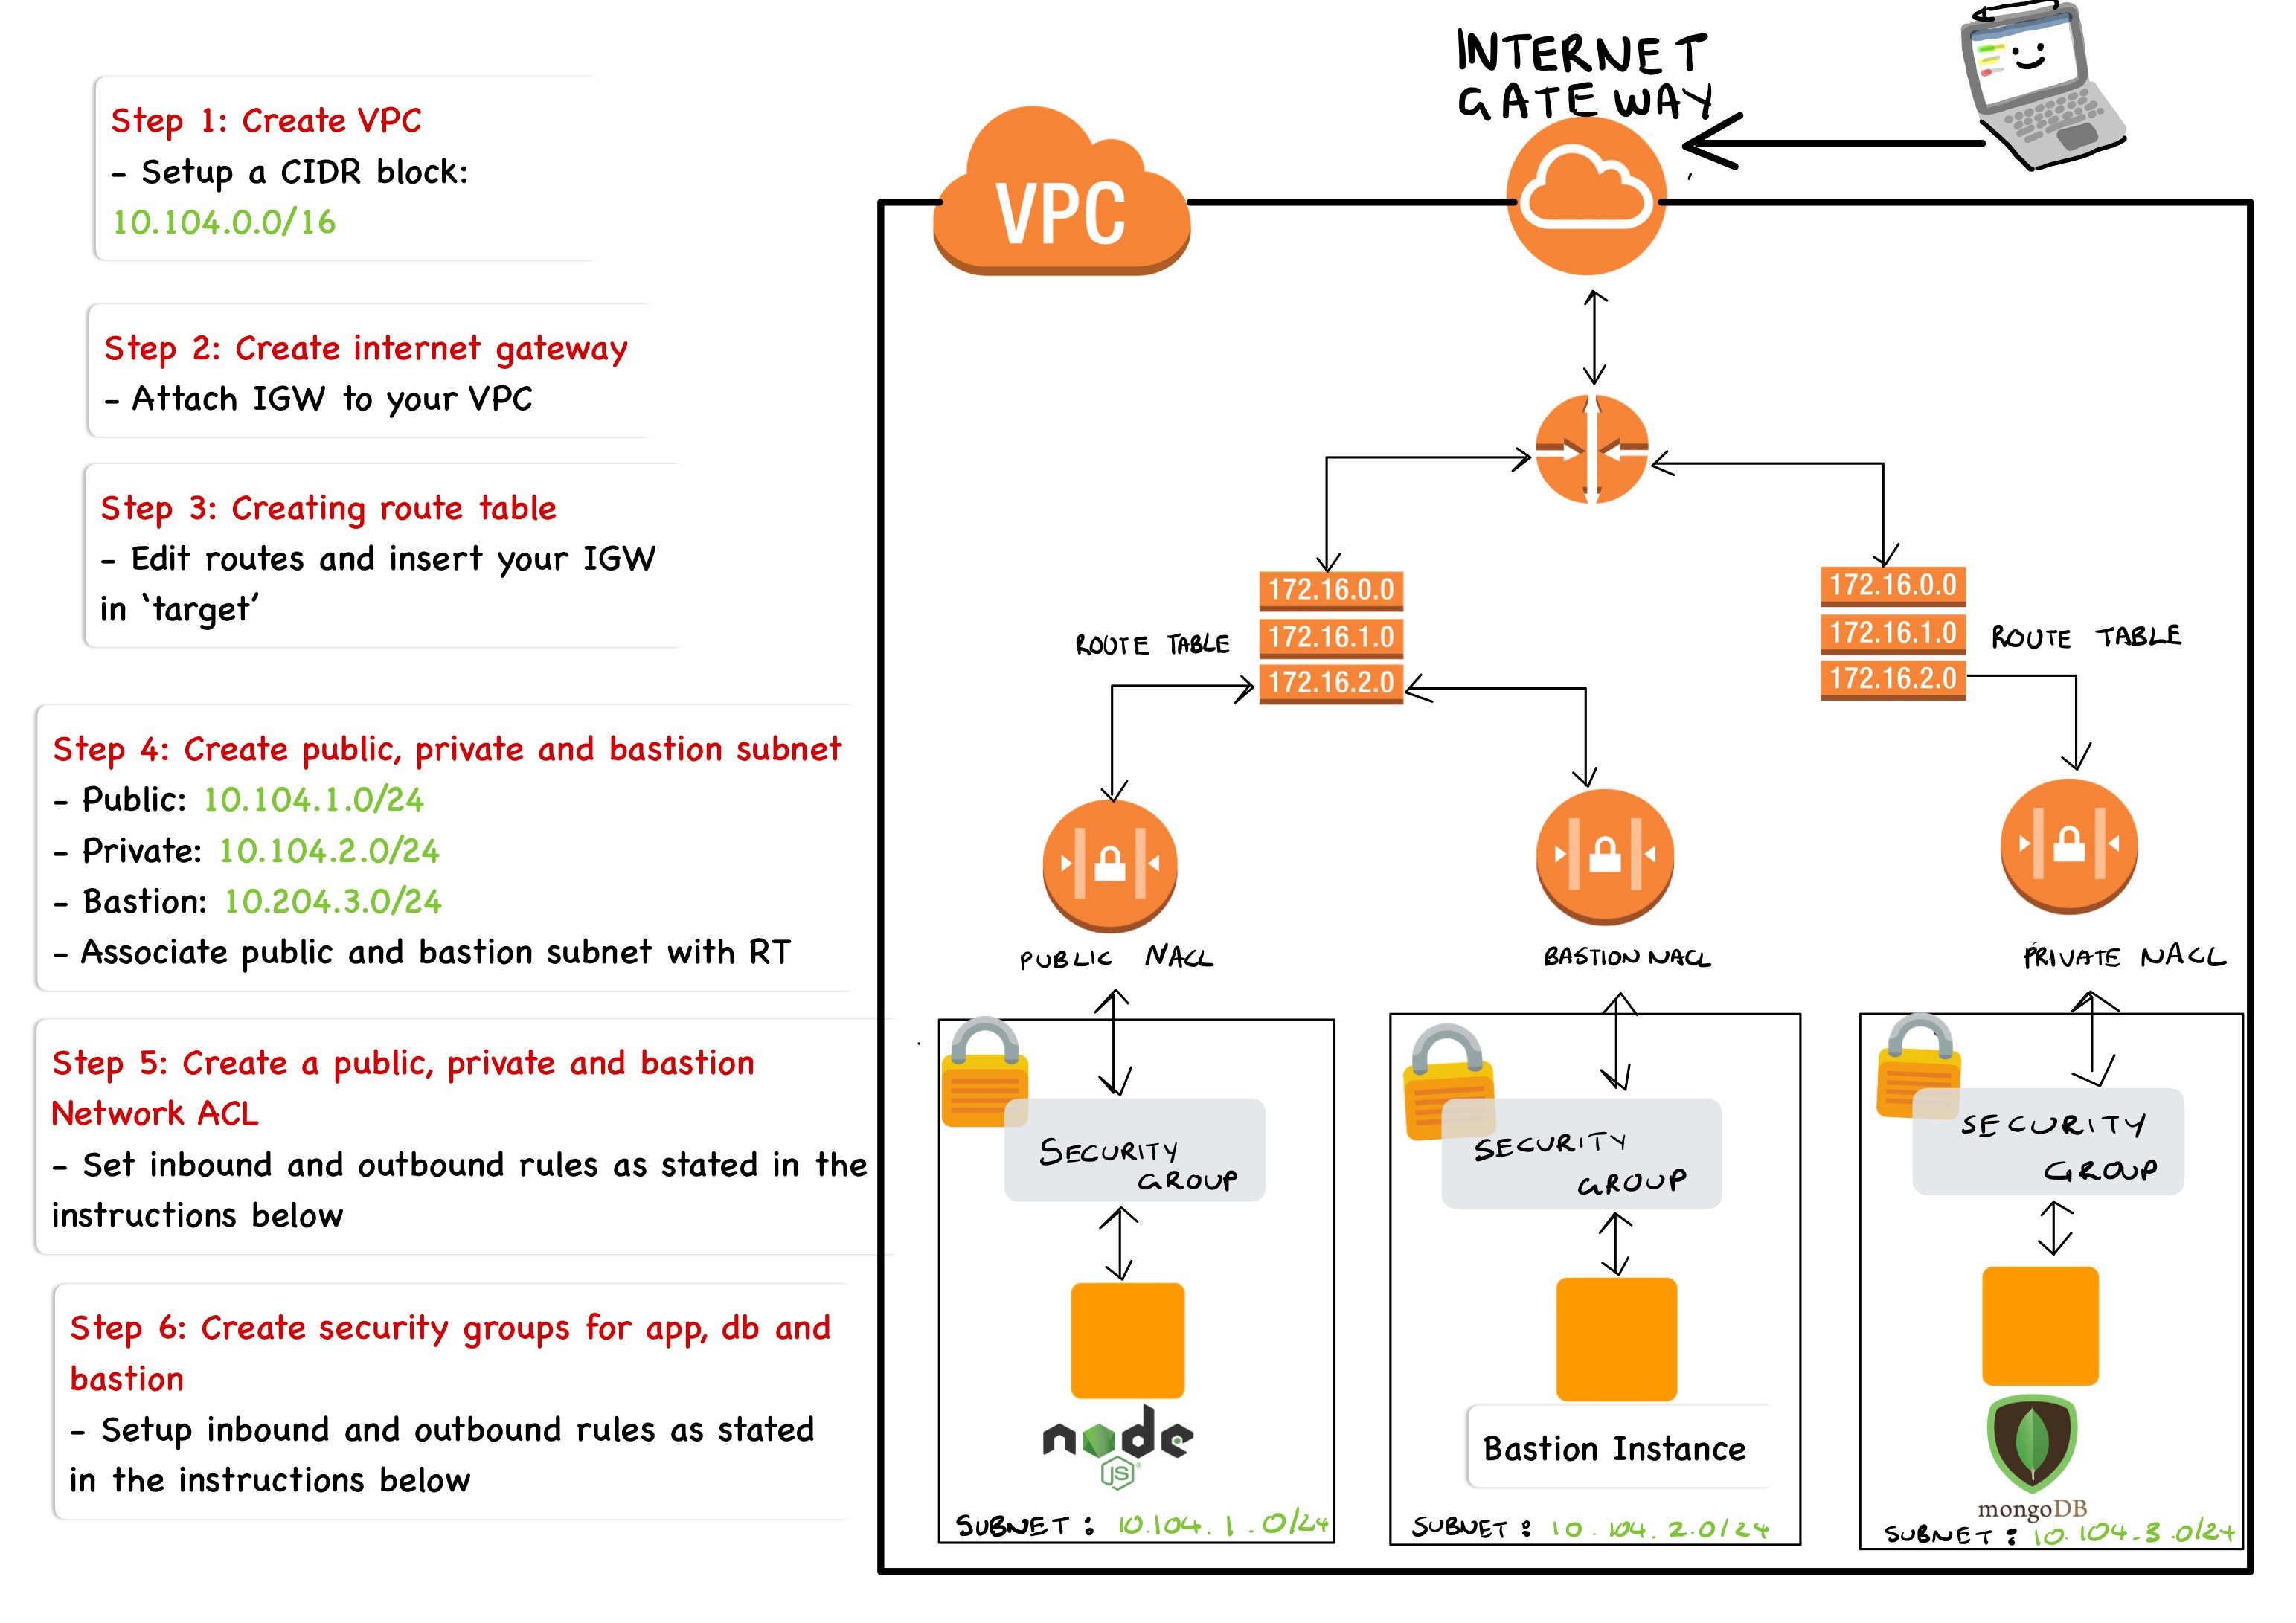 Step 1: Create VPC
- Setup a CIDR block:
10.104.0.0/16
Step 2: Create internet gateway
- Attach IGW to your VPC
Step 3: Creating route table
- Edit routes and insert your IGW
in ‘target’
Step 4: Create public, private and bastion subnet
- Public: 10.104.1.0/24
- Private: 10.104.2.0/24
- Bastion: 10.204.3.0/24
- Associate public and bastion subnet with RT
Step 5: Create a public, private and bastion
Network ACL
- Set inbound and outbound rules as stated in the
instructions below
Step 6: Create security groups for app, db and
bastion
- Setup inbound and outbound rules as stated
in the instructions below
INTERNET
GATEWAY
VPC
172.16.0.0
172.16.1.0
172.16.2.0
ROUTE TABLE
172.16.0.0
172.16.1.0
172.16.2.0
ROUTE TABLE
PUBLIC NACL
BASTION NACL
PRIVATE NACL
SECURITY
GROUP
SECURITY
GROUP
SECURITY
GROUP
node
JS
Bastion Instance
mongoDB
SUBNET: 10.104.1.0/24
SUBNET: 10.104.2.0/24
SUBNET: 10.104.3.0/24